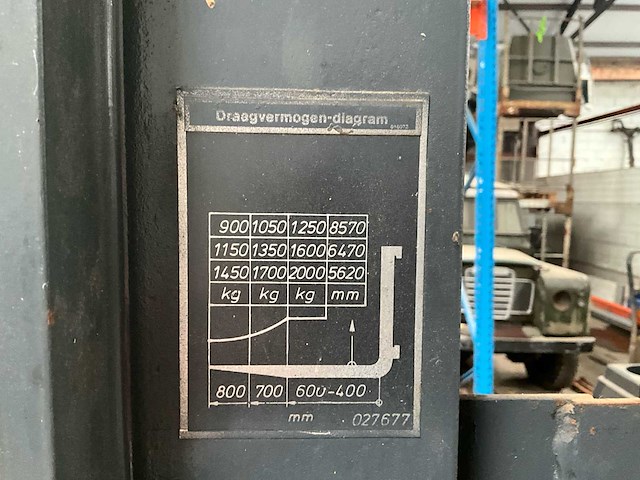 Draagvermogen-diagram
900 1050 1250 8570
1150 1350 1600 6470
1450 1700 2000 5620
kg kg kg mm
800 700 600-400
mm 027677